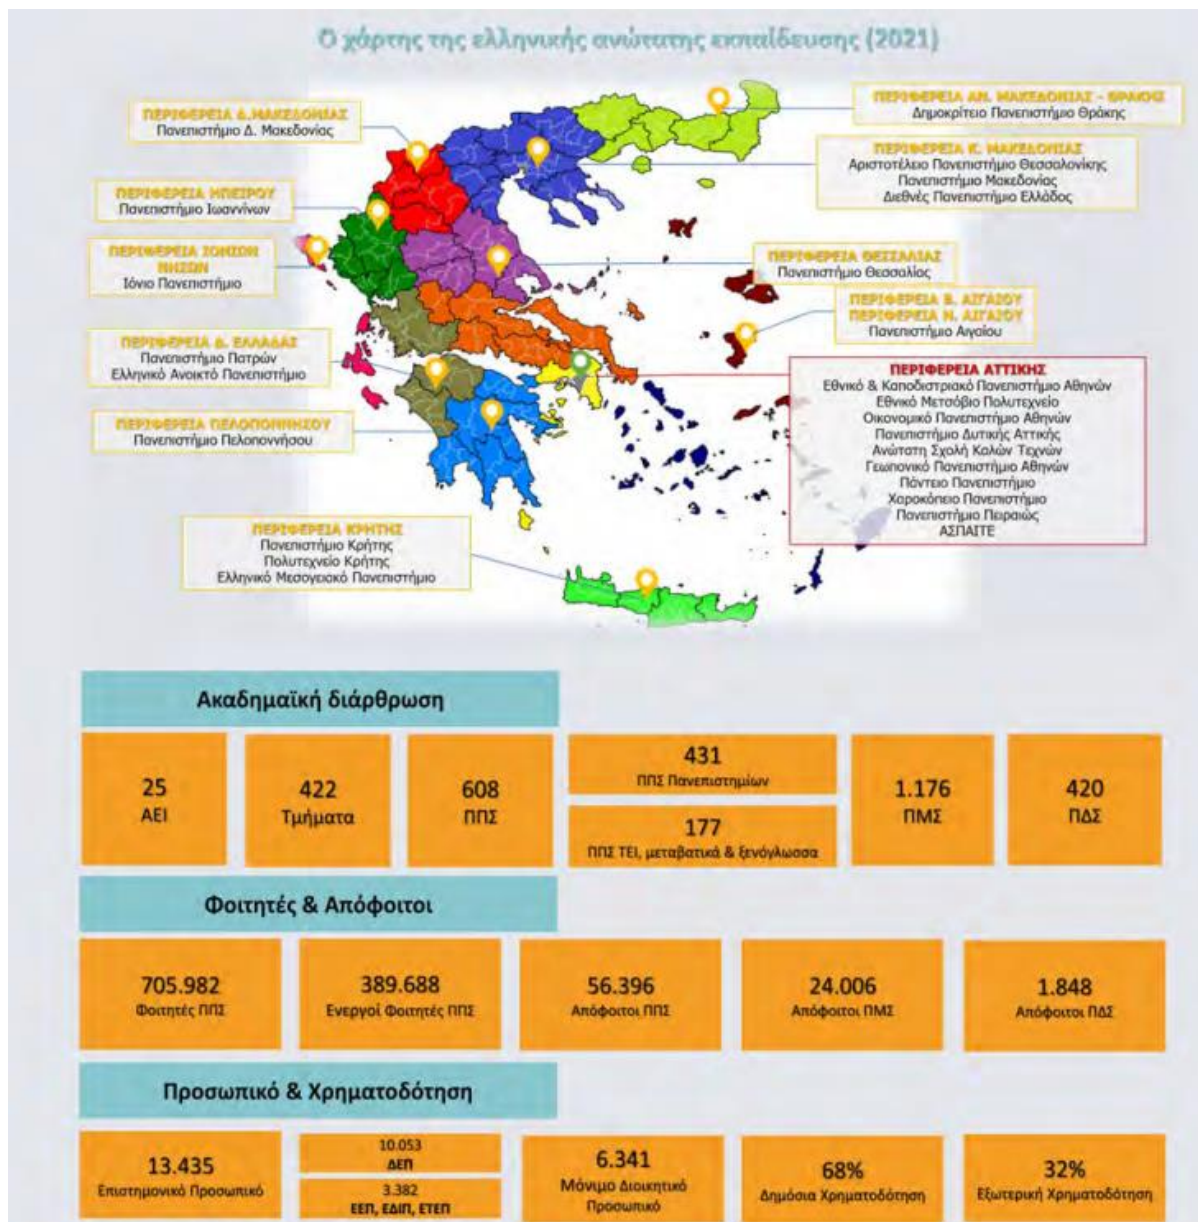 Ο χάρτης της ελληνικής ανώτατης εκπαίδευσης (2021)
ΠΕΡΙΦΕΡΕΙΑ Δ.ΜΑΚΕΔΟΝΙΑΣ
Πανεπιστήμιο Δ. Μακεδονίας
ΠΕΡΙΦΕΡΕΙΑ ΑΝ. ΜΑΚΕΔΟΝΙΑΣ - ΘΡΑΚΗΣ
Δημοκρίτειο Πανεπιστήμιο Θράκης
ΠΕΡΙΦΕΡΕΙΑ Κ. ΜΑΚΕΔΟΝΙΑΣ
Αριστοτέλειο Πανεπιστήμιο Θεσσαλονίκης
Πανεπιστήμιο Μακεδονίας
Διεθνές Πανεπιστήμιο Ελλάδος
ΠΕΡΙΦΕΡΕΙΑ ΗΠΕΙΡΟΥ
Πανεπιστήμιο Ιωαννίνων
ΠΕΡΙΦΕΡΕΙΑ ΙΟΝΙΩΝ
ΝΗΣΩΝ
Ιόνιο Πανεπιστήμιο
ΠΕΡΙΦΕΡΕΙΑ ΘΕΣΣΑΛΙΑΣ
Πανεπιστήμιο Θεσσαλίας
ΠΕΡΙΦΕΡΕΙΑ Β. ΑΙΓΑΙΟΥ
ΠΕΡΙΦΕΡΕΙΑ Ν. ΑΙΓΑΙΟΥ
Πανεπιστήμιο Αιγαίου
ΠΕΡΙΦΕΡΕΙΑ Δ. ΕΛΛΑΔΑΣ
Πανεπιστήμιο Πατρών
Ελληνικό Ανοικτό Πανεπιστήμιο
ΠΕΡΙΦΕΡΕΙΑ ΠΕΛΟΠΟΝΝΗΣΟΥ
Πανεπιστήμιο Πελοποννήσου
ΠΕΡΙΦΕΡΕΙΑ ΑΤΤΙΚΗΣ
Εθνικό & Καποδιστριακό Πανεπιστήμιο Αθηνών
Εθνικό Μετσόβιο Πολυτεχνείο
Οικονομικό Πανεπιστήμιο Αθηνών
Πανεπιστήμιο Δυτικής Αττικής
Ανώτατη Σχολή Καλών Τεχνών
Γεωπονικό Πανεπιστήμιο Αθηνών
Πάντειο Πανεπιστήμιο
Χαροκόπειο Πανεπιστήμιο
Πανεπιστήμιο Πειραιώς
ΑΣΠΑΙΤΕ
ΠΕΡΙΦΕΡΕΙΑ ΚΡΗΤΗΣ
Πανεπιστήμιο Κρήτης
Πολυτεχνείο Κρήτης
Ελληνικό Μεσογειακό Πανεπιστήμιο
Ακαδημαϊκή διάρθρωση
25
ΑΕΙ
422
Τμήματα
608
ΠΠΣ
431
ΠΠΣ Πανεπιστημίων
177
ΠΠΣ ΤΕΙ, μεταβατικά & ξενόγλωσσα
1.176
ΠΜΣ
420
ΠΔΣ
Φοιτητές & Απόφοιτοι
705.982
Φοιτητές ΠΠΣ
389.688
Ενεργοί Φοιτητές ΠΠΣ
56.396
Απόφοιτοι ΠΠΣ
24.006
Απόφοιτοι ΠΜΣ
1.848
Απόφοιτοι ΠΔΣ
Προσωπικό & Χρηματοδότηση
13.435
Επιστημονικό Προσωπικό
10.053
ΔΕΠ
3.382
ΕΕΠ, ΕΔΙΠ, ΕΤΕΠ
6.341
Μόνιμο Διοικητικό
Προσωπικό
68%
Δημόσια Χρηματοδότηση
32%
Εξωτερική Χρηματοδότηση